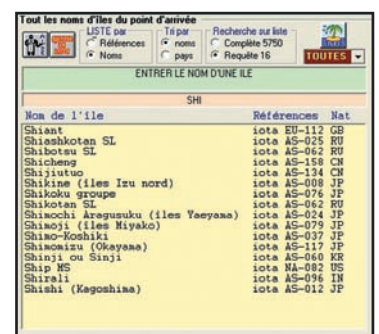 Tout les noms d'îles du point d'arrivée
LISTE par Tri par Recherche sur liste
Références noms Complète 5750
Noms pays Requête 16 TOUTES
ENTRER LE NOM D'UNE ILE
SHI
Nom de l'île Références Nat
Shiant iota EU-112 GB
Shiashkotan SL iota AS-025 RU
Shibotsu SL iota AS-062 RU
Shicheng iota AS-158 CN
Shijiutuo iota AS-134 CN
Shikine (îles Izu nord) iota AS-008 JP
Shikoku groupe iota AS-076 JP
Shikotan SL iota AS-062 RU
Shimochi Aragusuku (îles Yaeyama) iota AS-024 JP
Shimoji (îles Miyako) iota AS-079 JP
Shimo-Koshiki iota AS-037 JP
Shimomizu (Okayama) iota AS-117 JP
Shinji ou Sinji iota AS-060 KR
Ship MS iota NA-082 US
Shirali iota AS-096 IN
Shishi (Kagoshima) iota AS-012 JP